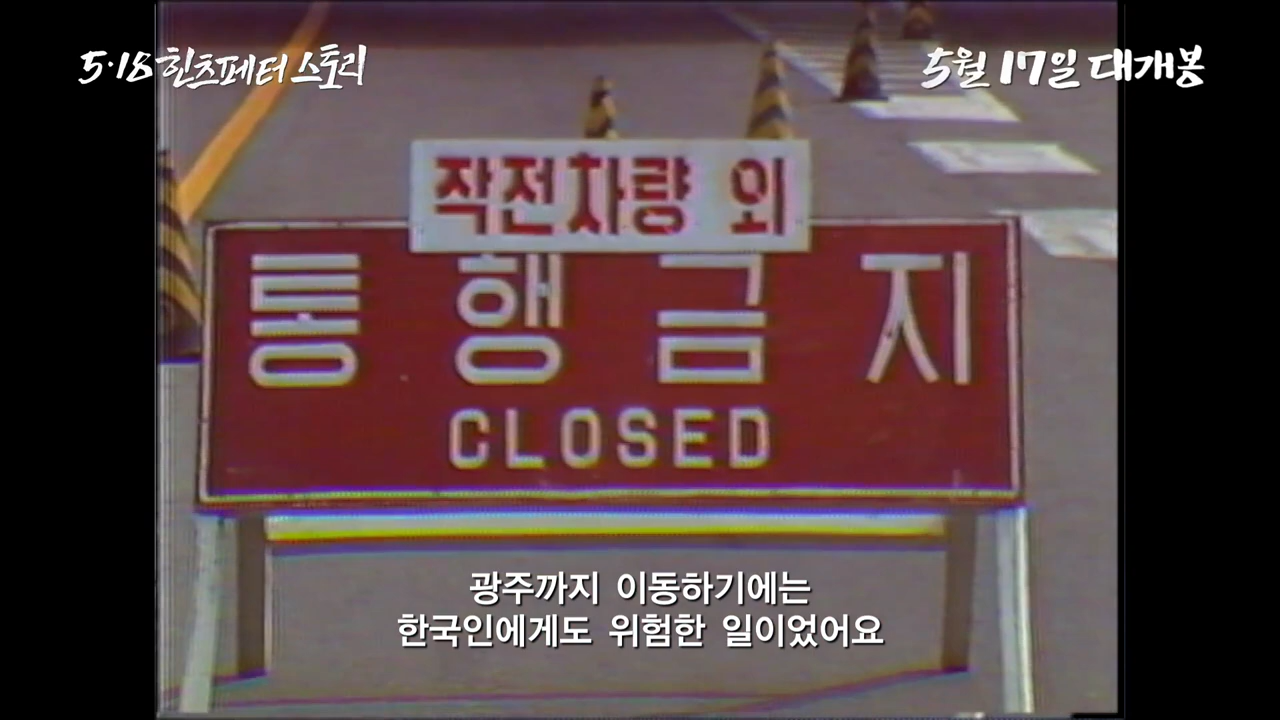 5·18 힌츠페터 스토리
5월 17일 대개봉
작전차량 외
통행금지
CLOSED
광주까지 이동하기에는
한국인에게도 위험한 일이었어요